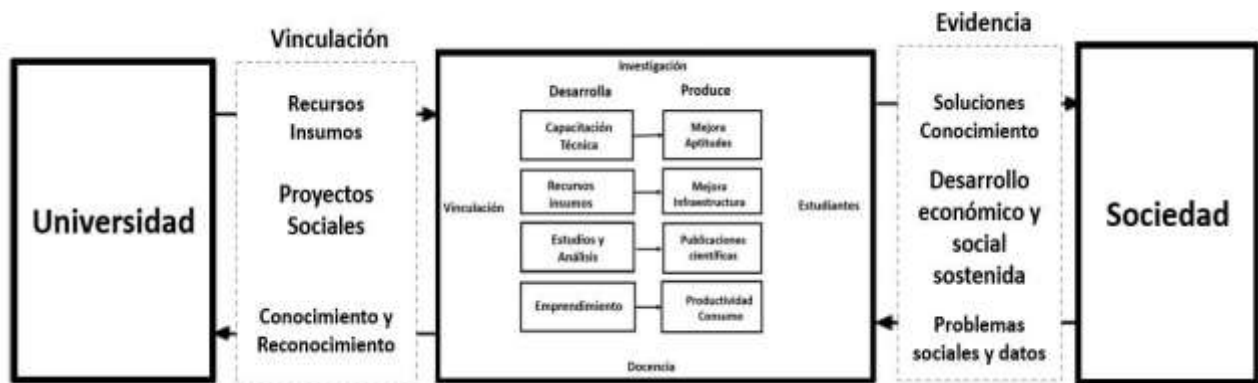 Vinculación
Evidencia
Universidad
Recursos
Insumos
Proyectos
Sociales
Conocimiento y
Reconocimiento
Investigación
Desarrolla
Produce
Capacitación
Técnica
Mejora
Aptitudes
Vinculación
Recursos
insumos
Mejora
Infraestructura
Estudiantes
Estudios y
Análisis
Publicaciones
científicas
Emprendimiento
Productividad
Consumo
Docencia
Soluciones
Conocimiento
Desarrollo
económico y
social
sostenida
Problemas
sociales y datos
Sociedad